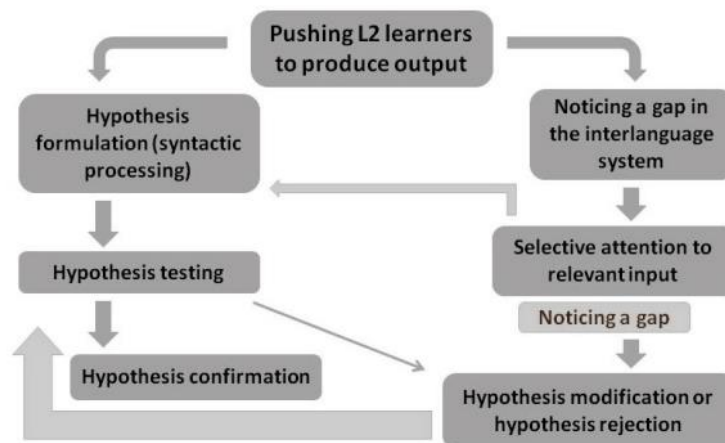 Pushing L2 learners
to produce output
Hypothesis
formulation (syntactic
processing)
Noticing a gap in
the interlanguage
system
Hypothesis testing
Selective attention to
relevant input
Noticing a gap
Hypothesis confirmation
Hypothesis modification or
hypothesis rejection